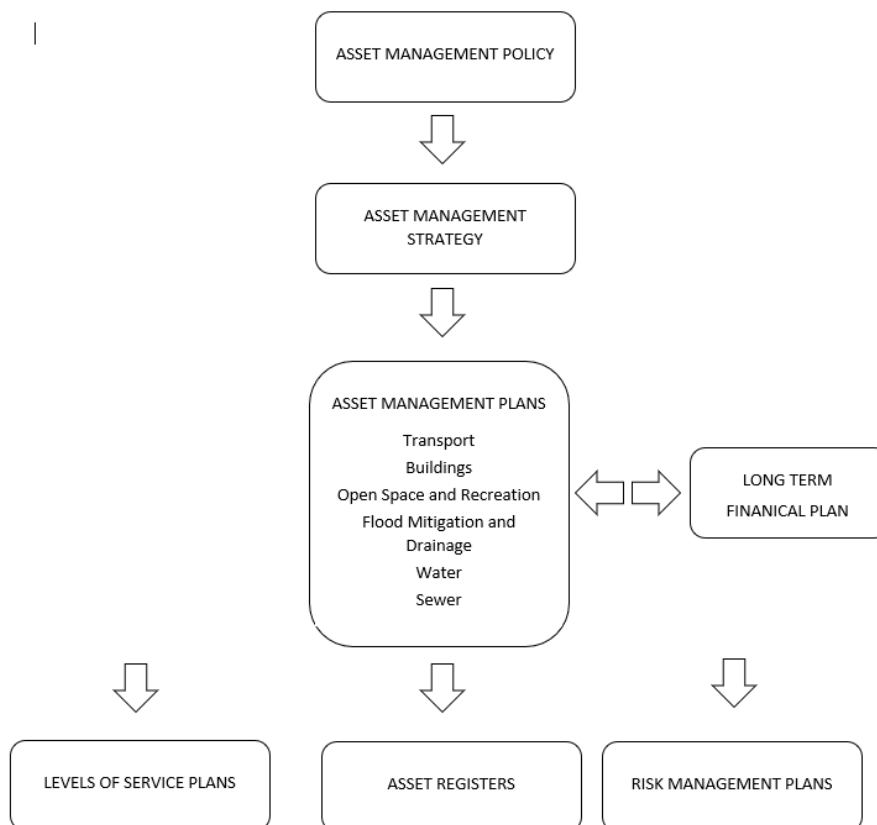 ASSET MANAGEMENT POLICY
ASSET MANAGEMENT
STRATEGY
ASSET MANAGEMENT PLANS
Transport
Buildings
Open Space and Recreation
Flood Mitigation and
Drainage
Water
Sewer
LONG TERM
FINANICAL PLAN
LEVELS OF SERVICE PLANS
ASSET REGISTERS
RISK MANAGEMENT PLANS